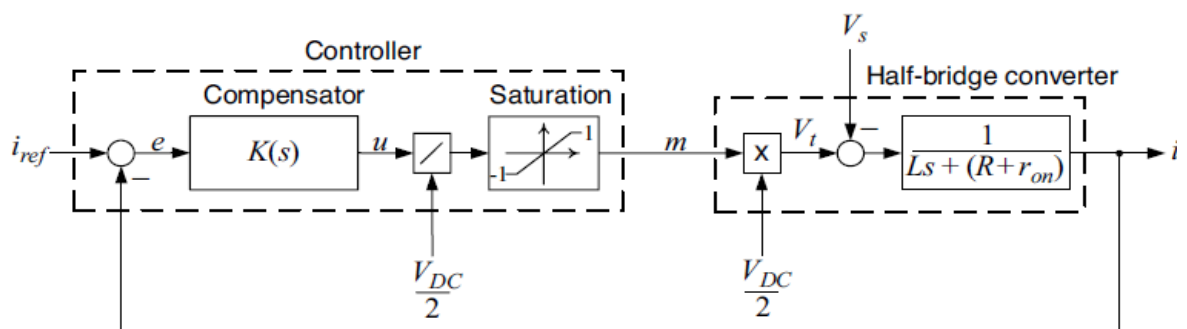 Controller
V_s
Compensator
Saturation
Half-bridge converter
i_ref
e
K(s)
u
/
1
-1
m
x
V_t
−
1
Ls + (R + r_on)
i
−
V_DC
2
V_DC
2